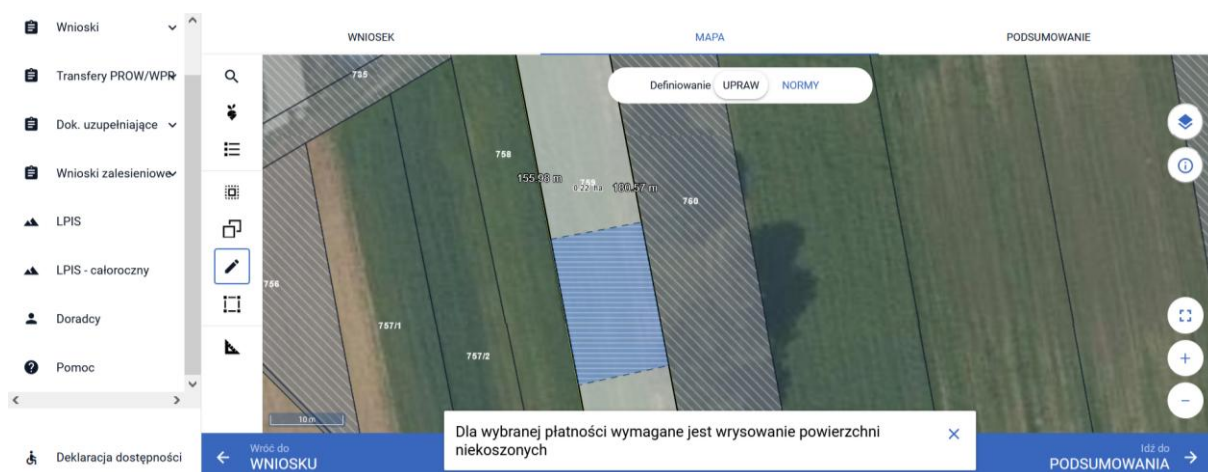 Wnioski
Transfery PROW/WPR
Dok. uzupełniające
Wnioski zalesieniowe
LPIS
LPIS - całoroczny
Doradcy
Pomoc
Deklaracja dostępności
WNIOSEK
MAPA
PODSUMOWANIE
Definiowanie UPRAW NORMY
725
758
155.98 m
759
0.22 ha
180.57 m
760
756
757/1
757/2
10 m
Dla wybranej płatności wymagane jest wrysowanie powierzchni
niekoszonych
Wróć do
WNIOSKU
Idź do
PODSUMOWANIA